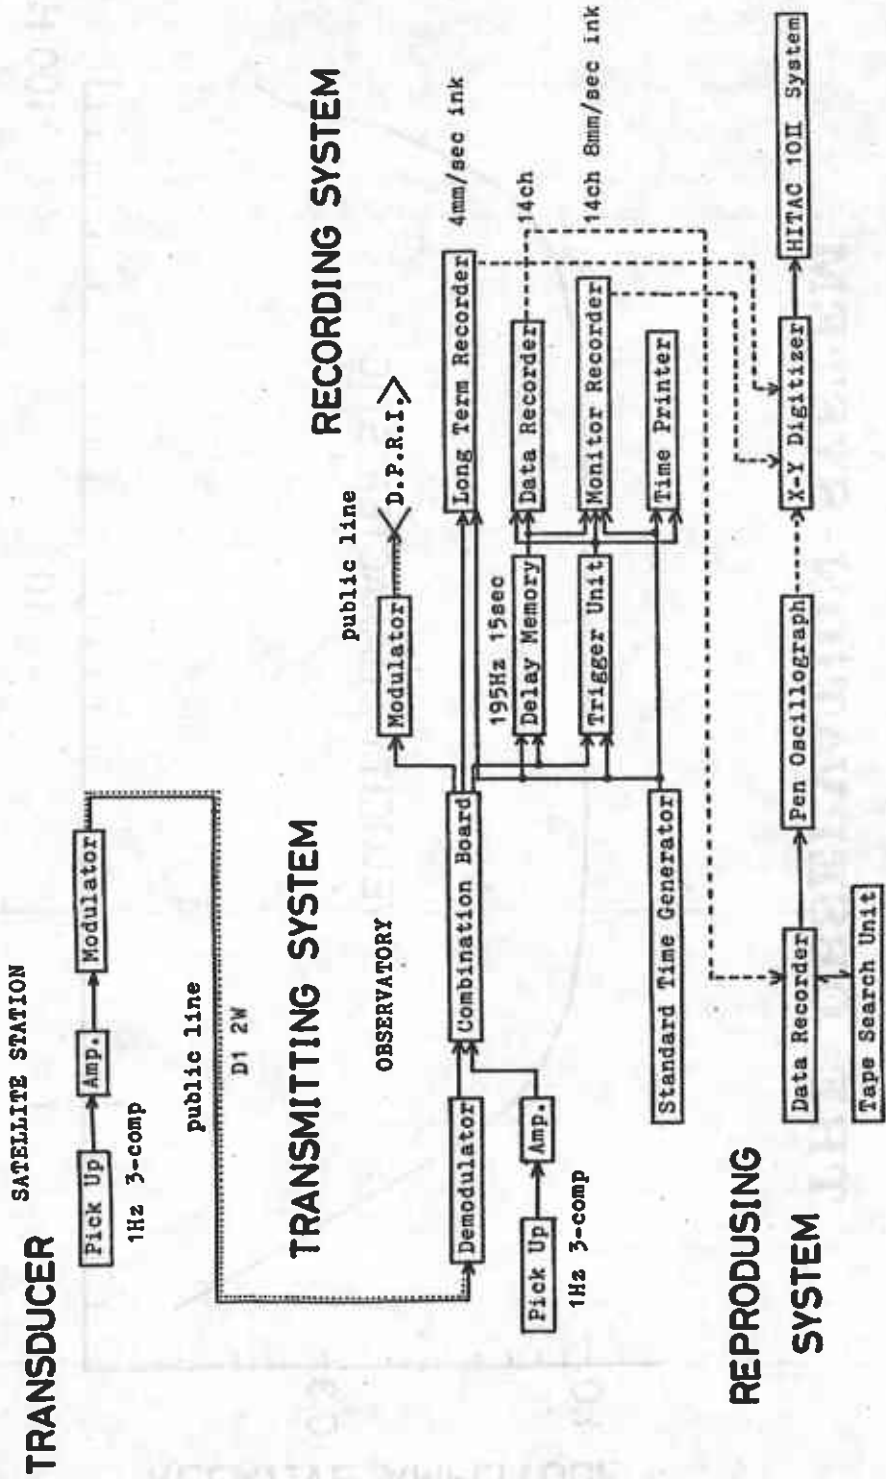 TRANSDUCER
SATELLITE STATION
Pick Up
Amp.
Modulator
1Hz 3-comp
public line
D1 2W
TRANSMITTING SYSTEM
OBSERVATORY
RECORDING SYSTEM
public line
Modulator
D.P.R.I.
Demodulator
Combination Board
Long Term Recorder
4mm/sec ink
195Hz 15sec
Pick Up
Amp.
Delay Memory
Data Recorder
14ch
1Hz 3-comp
Trigger Unit
Monitor Recorder
14ch 8mm/sec ink
Standard Time Generator
Time Printer
REPRODUSING
SYSTEM
Data Recorder
Pen Oscillograph
X-Y Digitizer
HITAC 10II System
Tape Search Unit